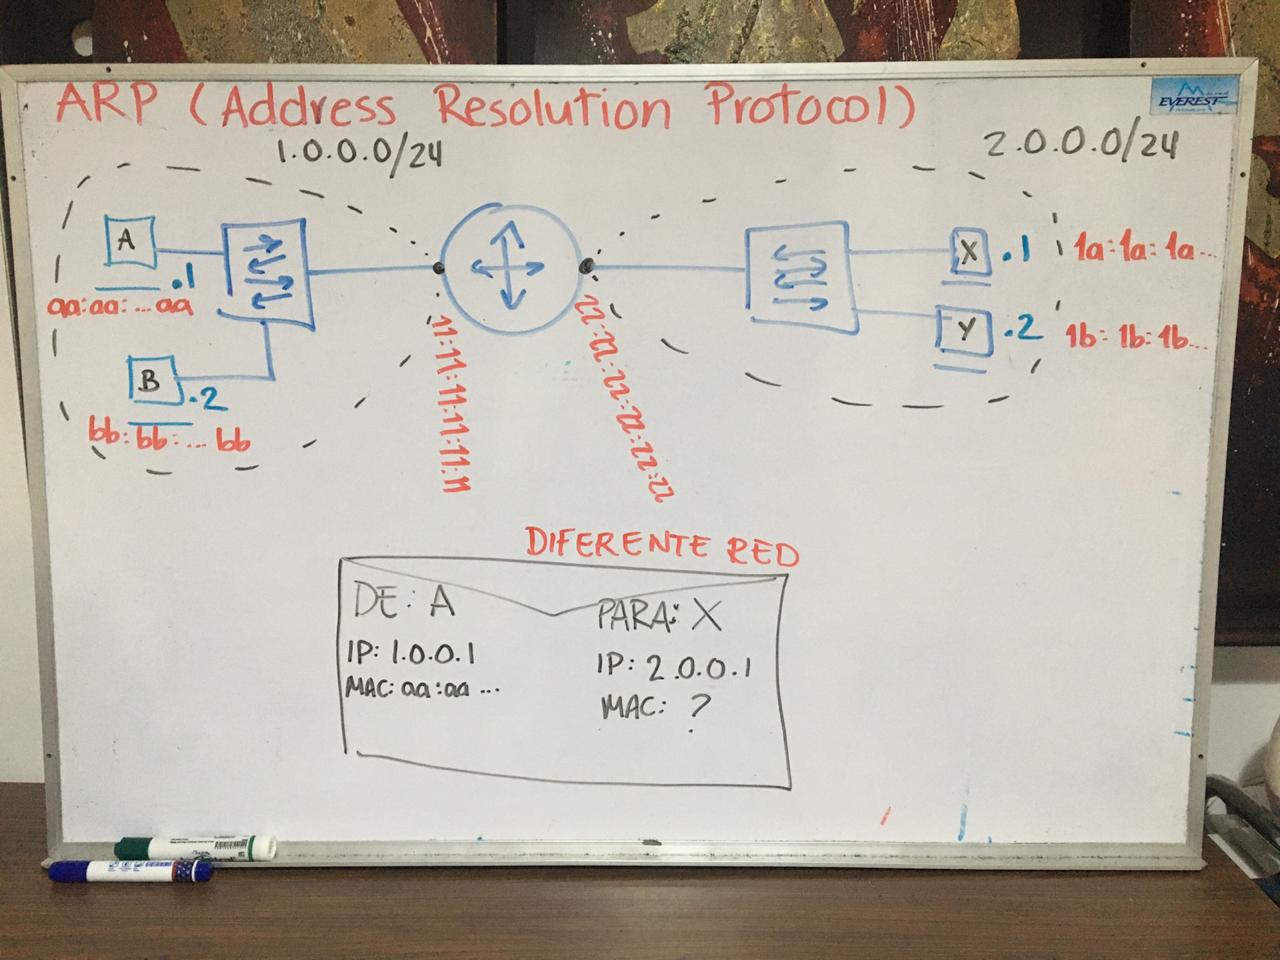 ARP (Address Resolution Protocol)
EVEREST
1.0.0.0/24
2.0.0.0/24
A
.1
aa:aa:...aa
B
.2
bb:bb:...bb
11:11:11:11:11:11
22:22:22:22:22:22
X
.1
1a:1a:1a...
Y
.2
1b:1b:1b...
DIFERENTE RED
DE: A
IP: 1.0.0.1
MAC: aa:aa...
PARA: X
IP: 2.0.0.1
MAC: ?